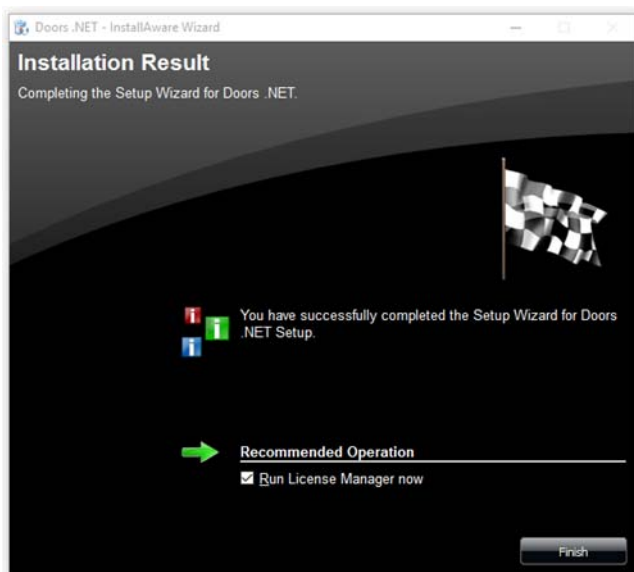 Doors .NET - InstallAware Wizard
Installation Result
Completing the Setup Wizard for Doors .NET.
You have successfully completed the Setup Wizard for Doors
.NET Setup.
Recommended Operation
Run License Manager now
Finish